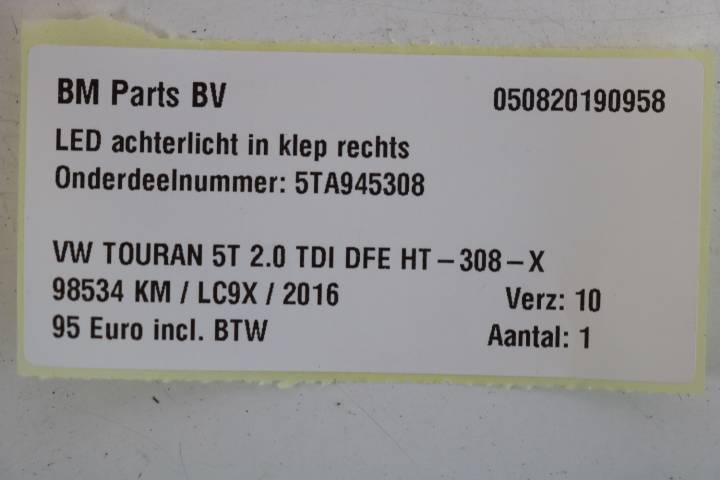 BM Parts BV 050820190958
LED achterlicht in klep rechts
Onderdeelnummer: 5TA945308
VW TOURAN 5T 2.0 TDI DFE HT-308-X
98534 KM / LC9X / 2016 Verz: 10
95 Euro incl. BTW Aantal: 1